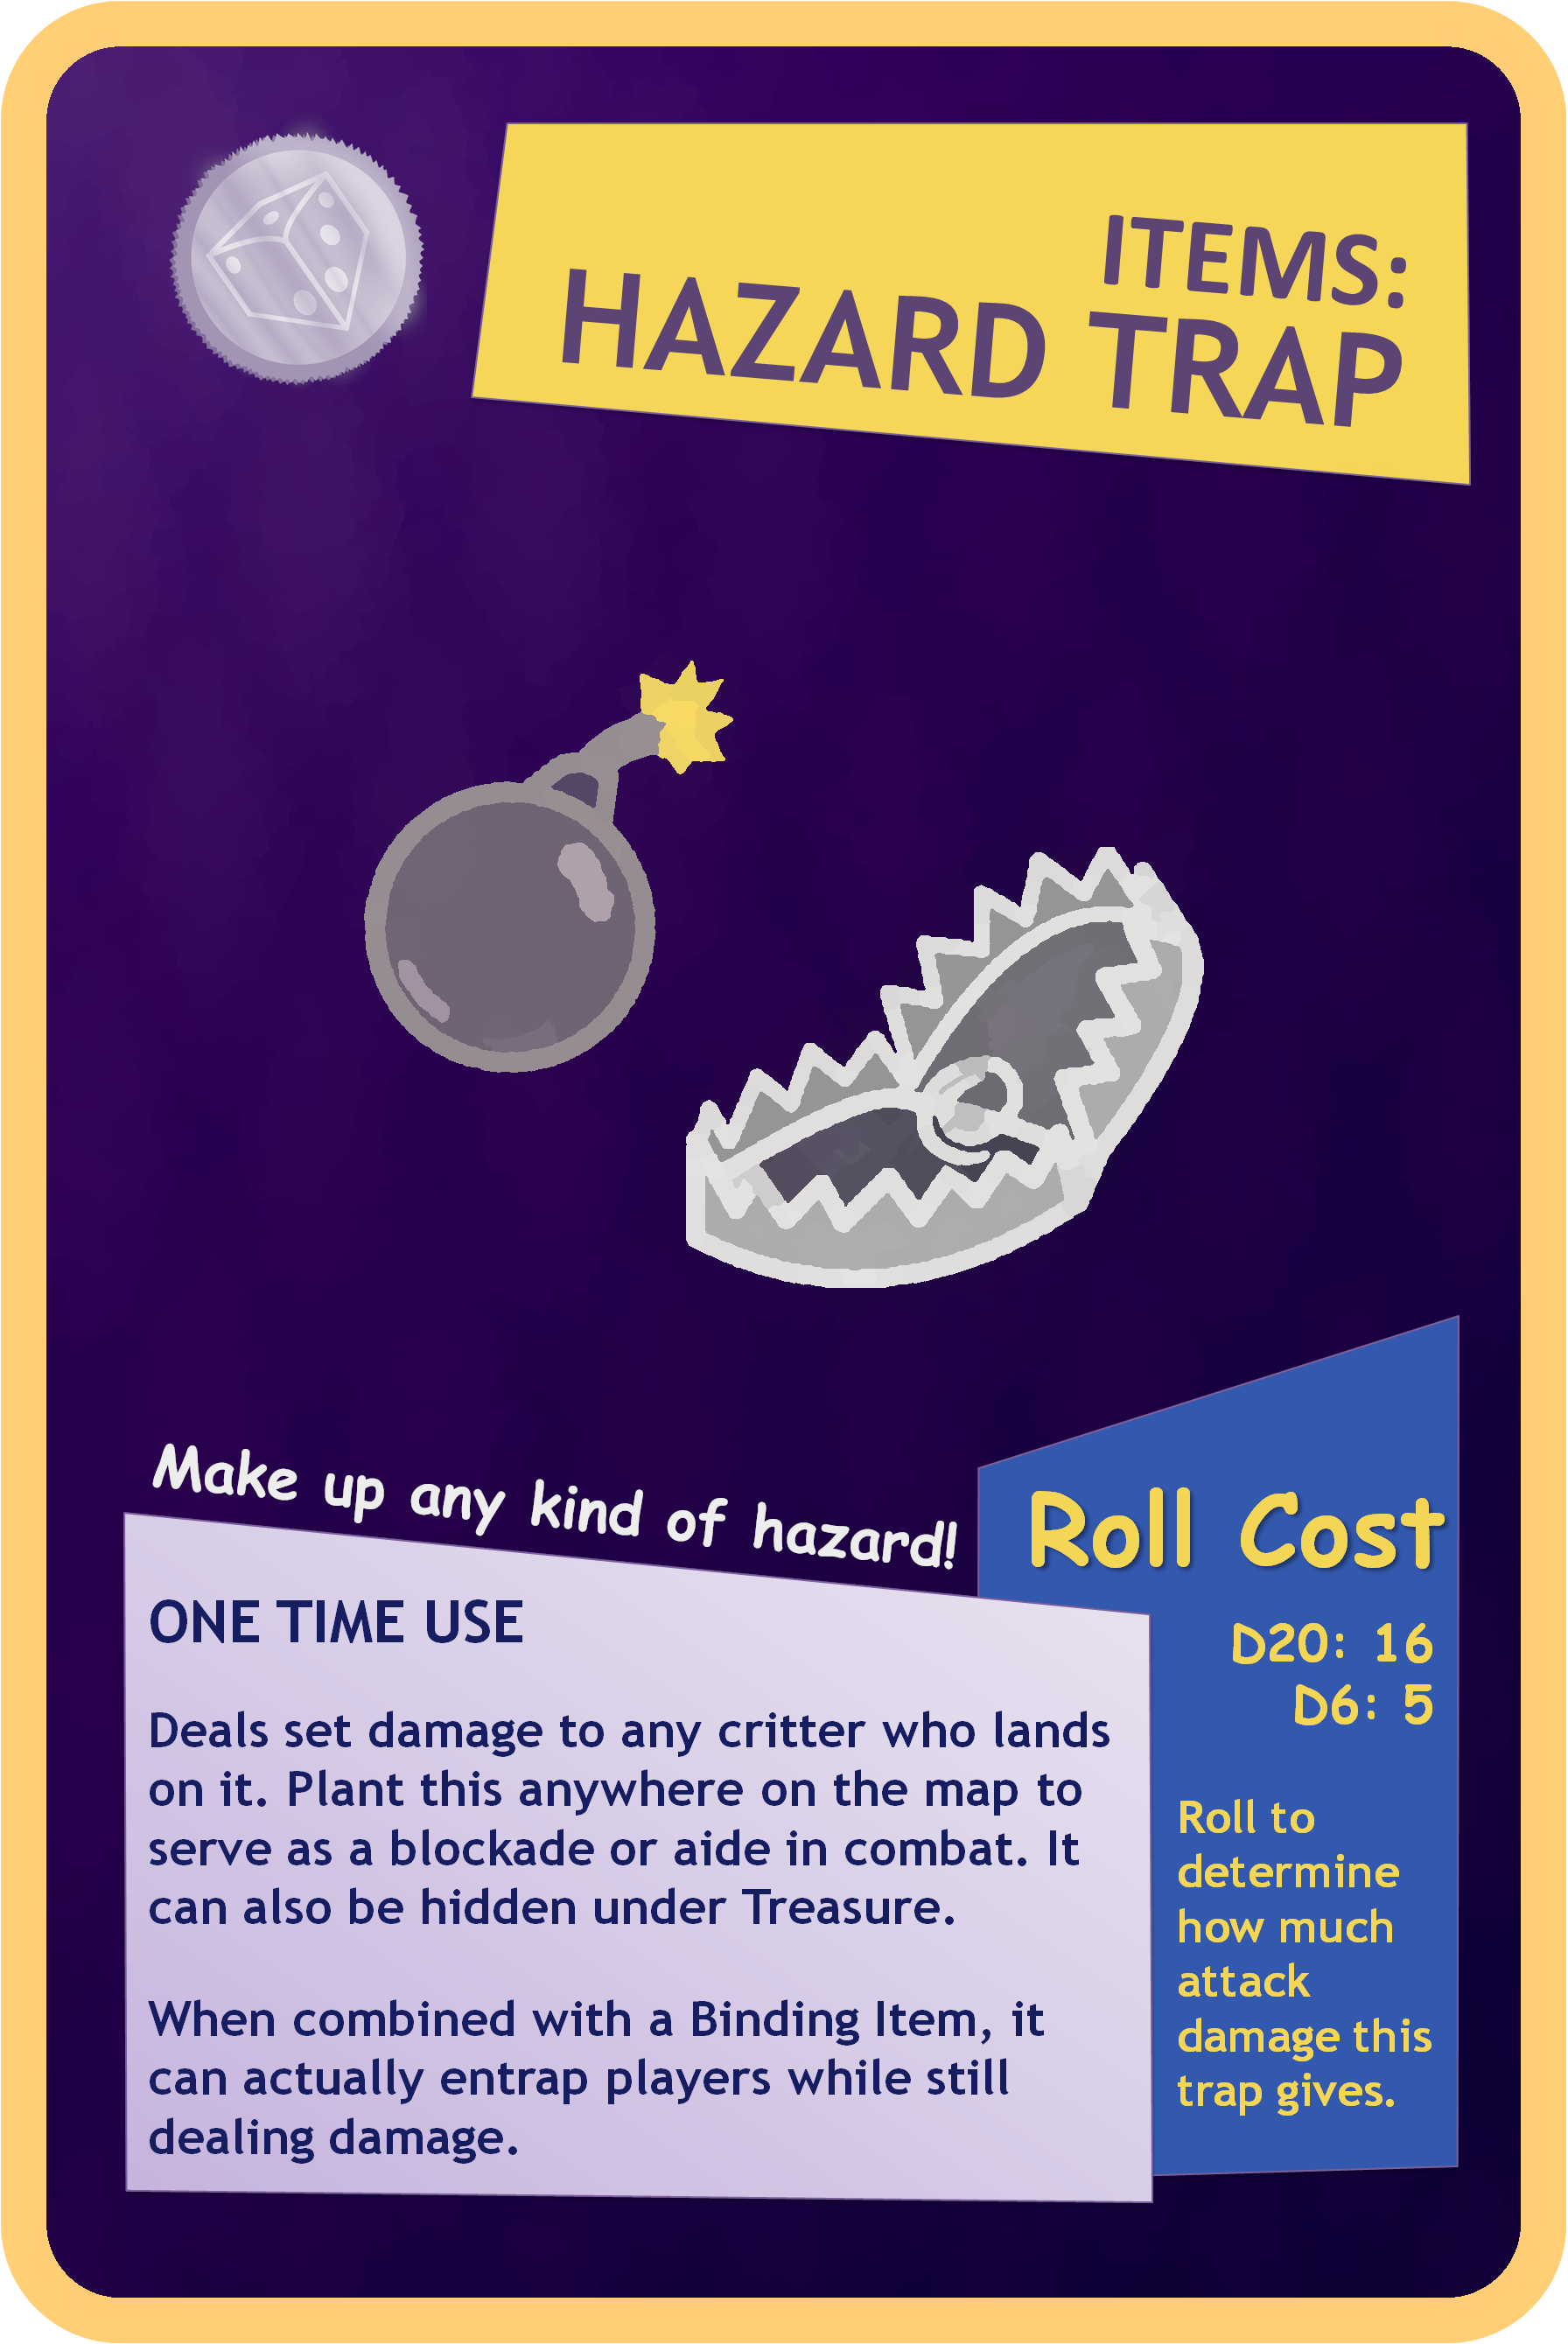 ITEMS:
HAZARD TRAP
Make up any kind of hazard!
ONE TIME USE
Deals set damage to any critter who lands
on it. Plant this anywhere on the map to
serve as a blockade or aide in combat. It
can also be hidden under Treasure.
When combined with a Binding Item, it
can actually entrap players while still
dealing damage.
Roll Cost
D20: 16
D6: 5
Roll to
determine
how much
attack
damage this
trap gives.